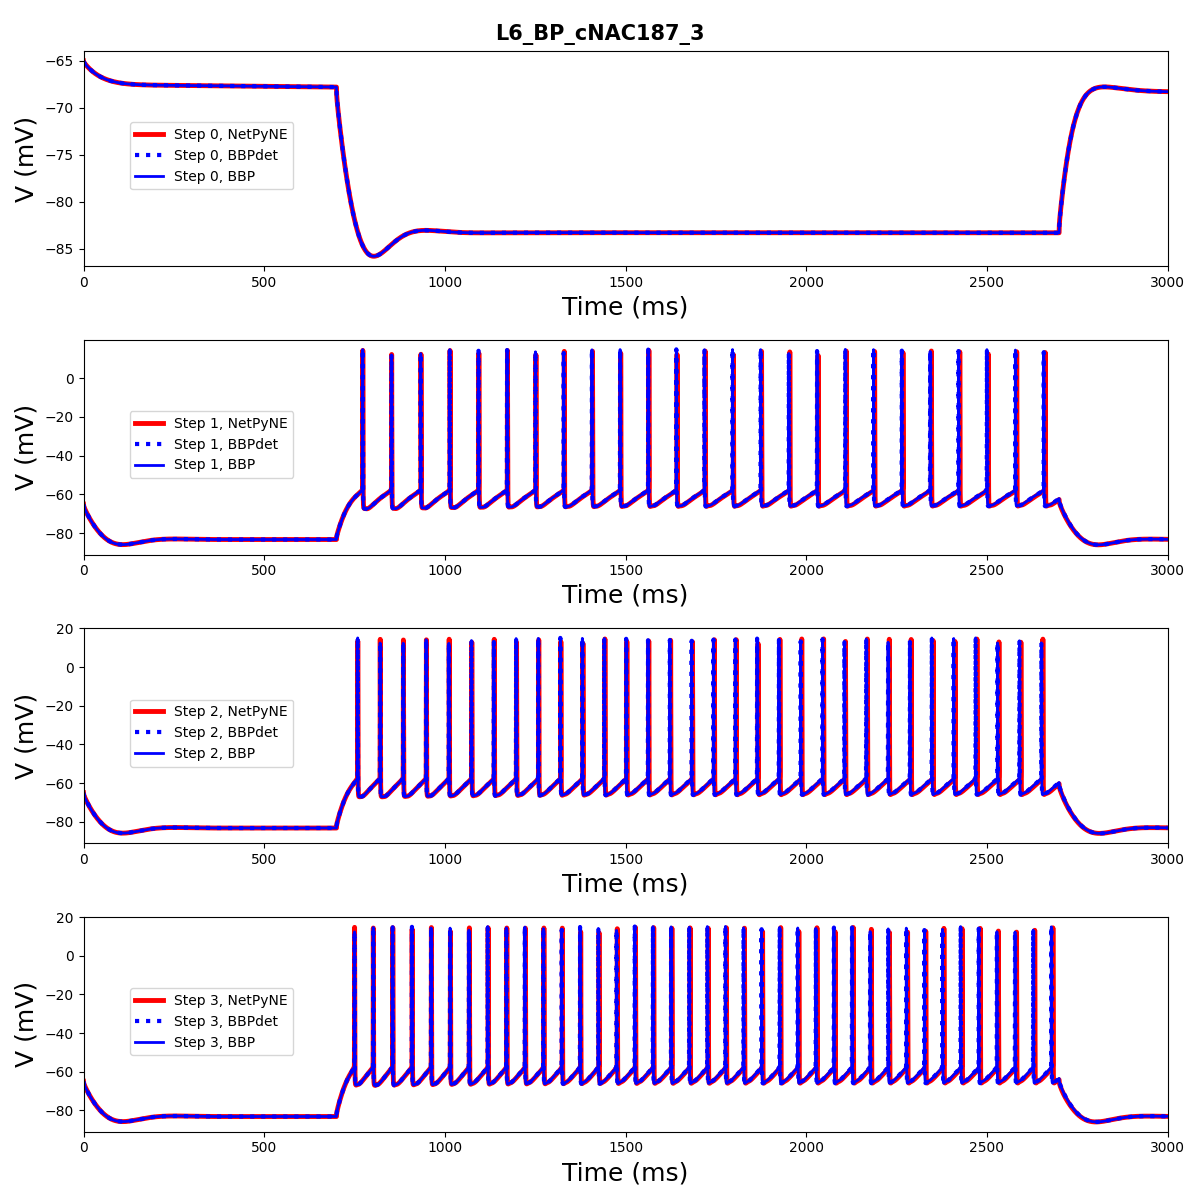 L6_BP_cNAC187_3
−65
−70
−75
−80
−85
V (mV)
Step 0, NetPyNE
Step 0, BBPdet
Step 0, BBP
0 500 1000 1500 2000 2500 3000
Time (ms)
0
−20
−40
−60
−80
V (mV)
Step 1, NetPyNE
Step 1, BBPdet
Step 1, BBP
0 500 1000 1500 2000 2500 3000
Time (ms)
20
0
−20
−40
−60
−80
V (mV)
Step 2, NetPyNE
Step 2, BBPdet
Step 2, BBP
0 500 1000 1500 2000 2500 3000
Time (ms)
20
0
−20
−40
−60
−80
V (mV)
Step 3, NetPyNE
Step 3, BBPdet
Step 3, BBP
0 500 1000 1500 2000 2500 3000
Time (ms)